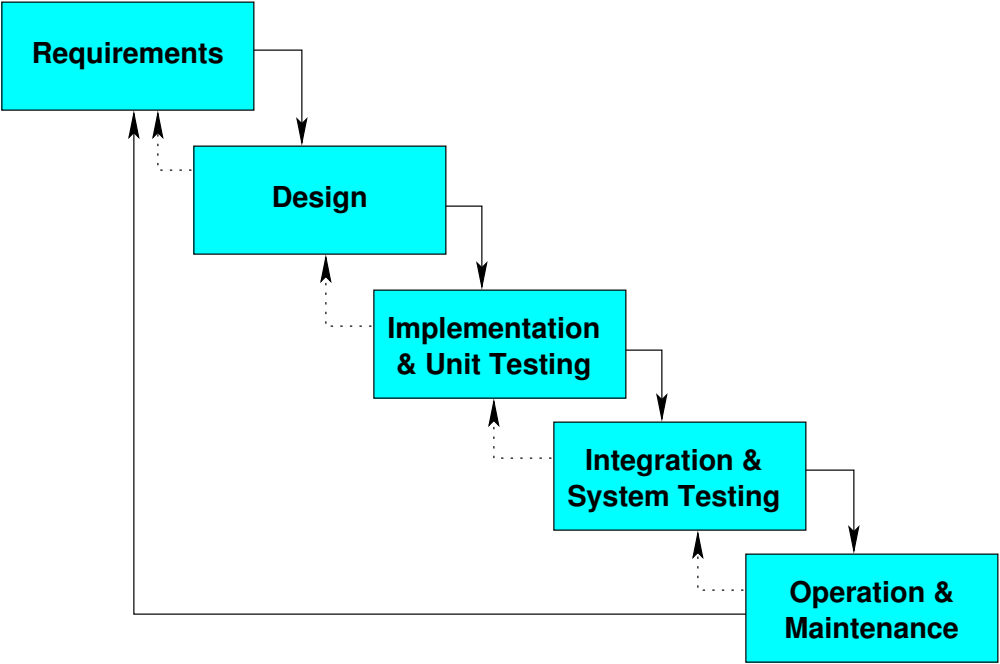 Requirements
Design
Implementation
& Unit Testing
Integration &
System Testing
Operation &
Maintenance